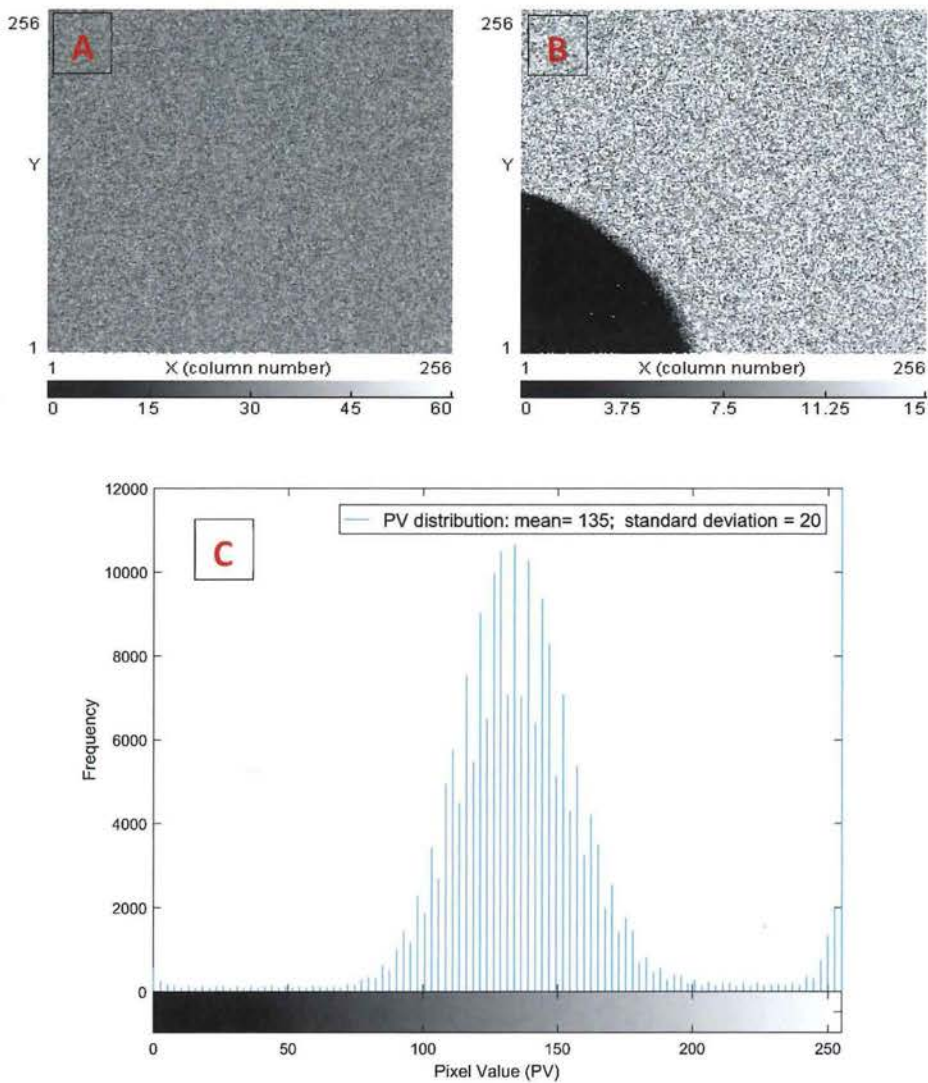 256 A
Y
1
1 X (column number) 256
0 15 30 45 60
256 B
Y
1
1 X (column number) 256
0 3.75 7.5 11.25 15
12000
10000
8000
6000
4000
2000
0
Frequency
C
PV distribution: mean= 135; standard deviation = 20
0 50 100 150 200 250
Pixel Value (PV)